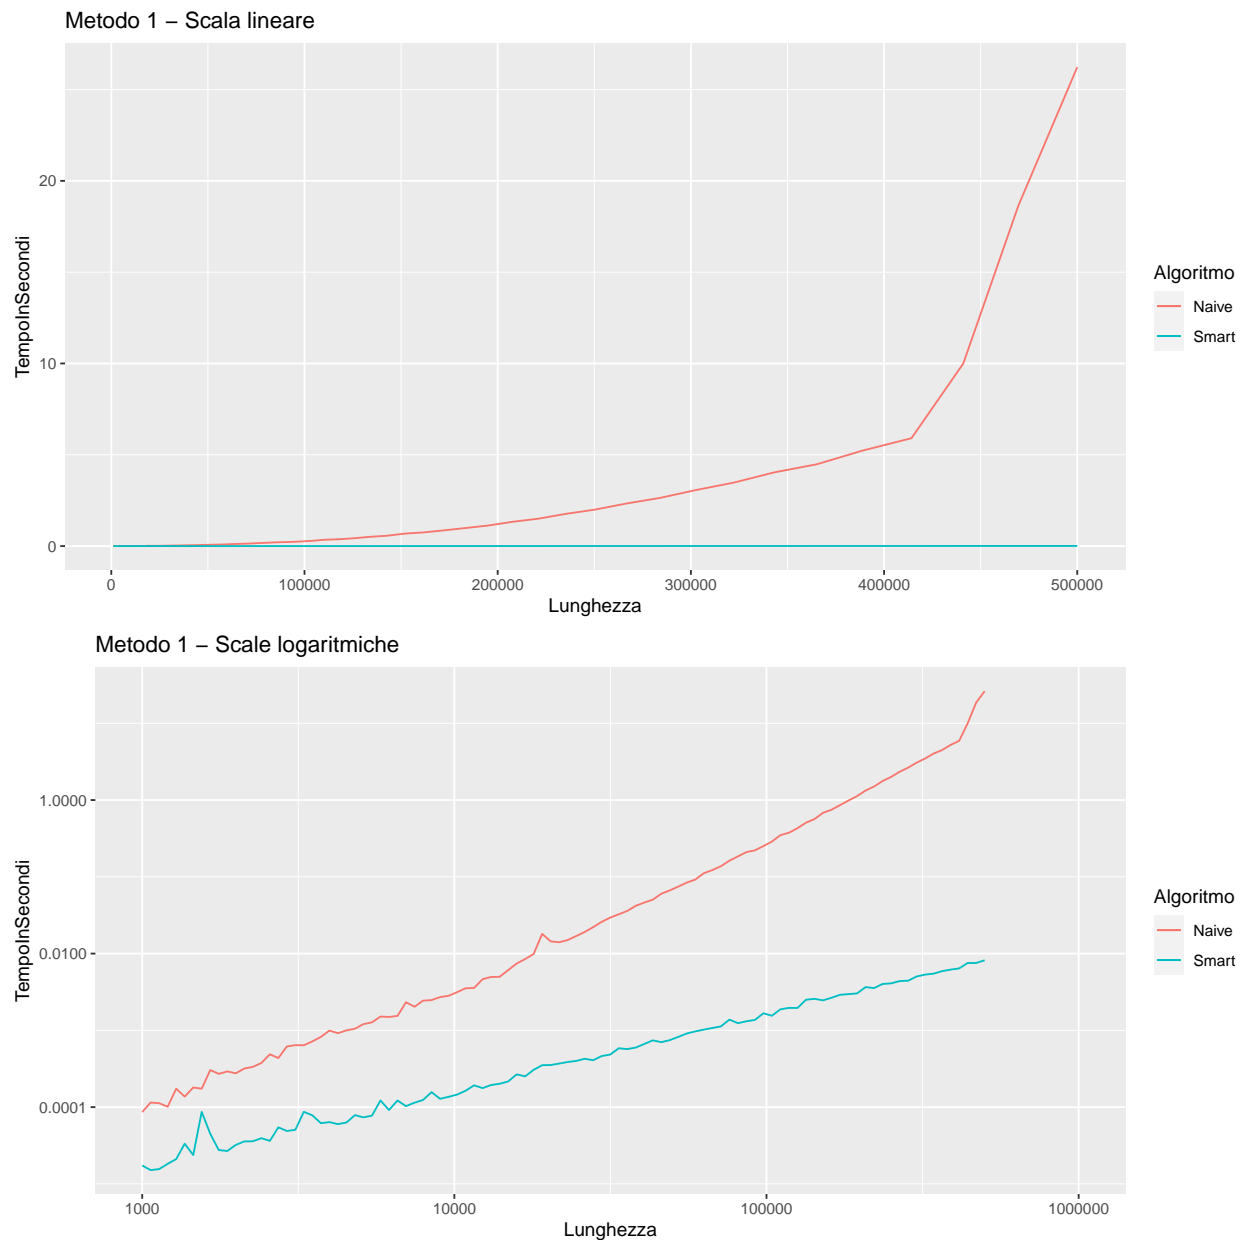 Metodo 1 − Scala lineare
TempoInSecondi
20
10
0
0 100000 200000 300000 400000 500000
Lunghezza
Algoritmo
Naive
Smart
Metodo 1 − Scale logaritmiche
TempoInSecondi
1.0000
0.0100
0.0001
1000 10000 100000 1000000
Lunghezza
Algoritmo
Naive
Smart